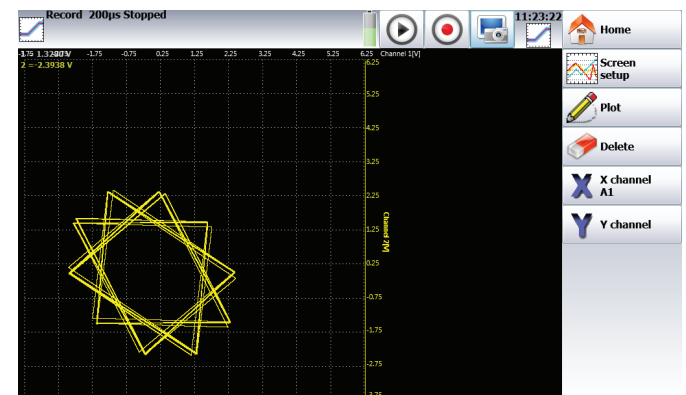 Record 200µs Stopped
11:23:22
Home
-1.75 -0.75 0.25 1.25 2.25 3.25 4.25 5.25 6.25 Channel 1[V]
2 =-2.3938 V
6.25
Screen
setup
5.25
Plot
4.25
Delete
3.25
X channel
A1
2.25
Y channel
1.25
Channel 2[V]
0.25
-0.75
-1.75
-2.75
-3.75